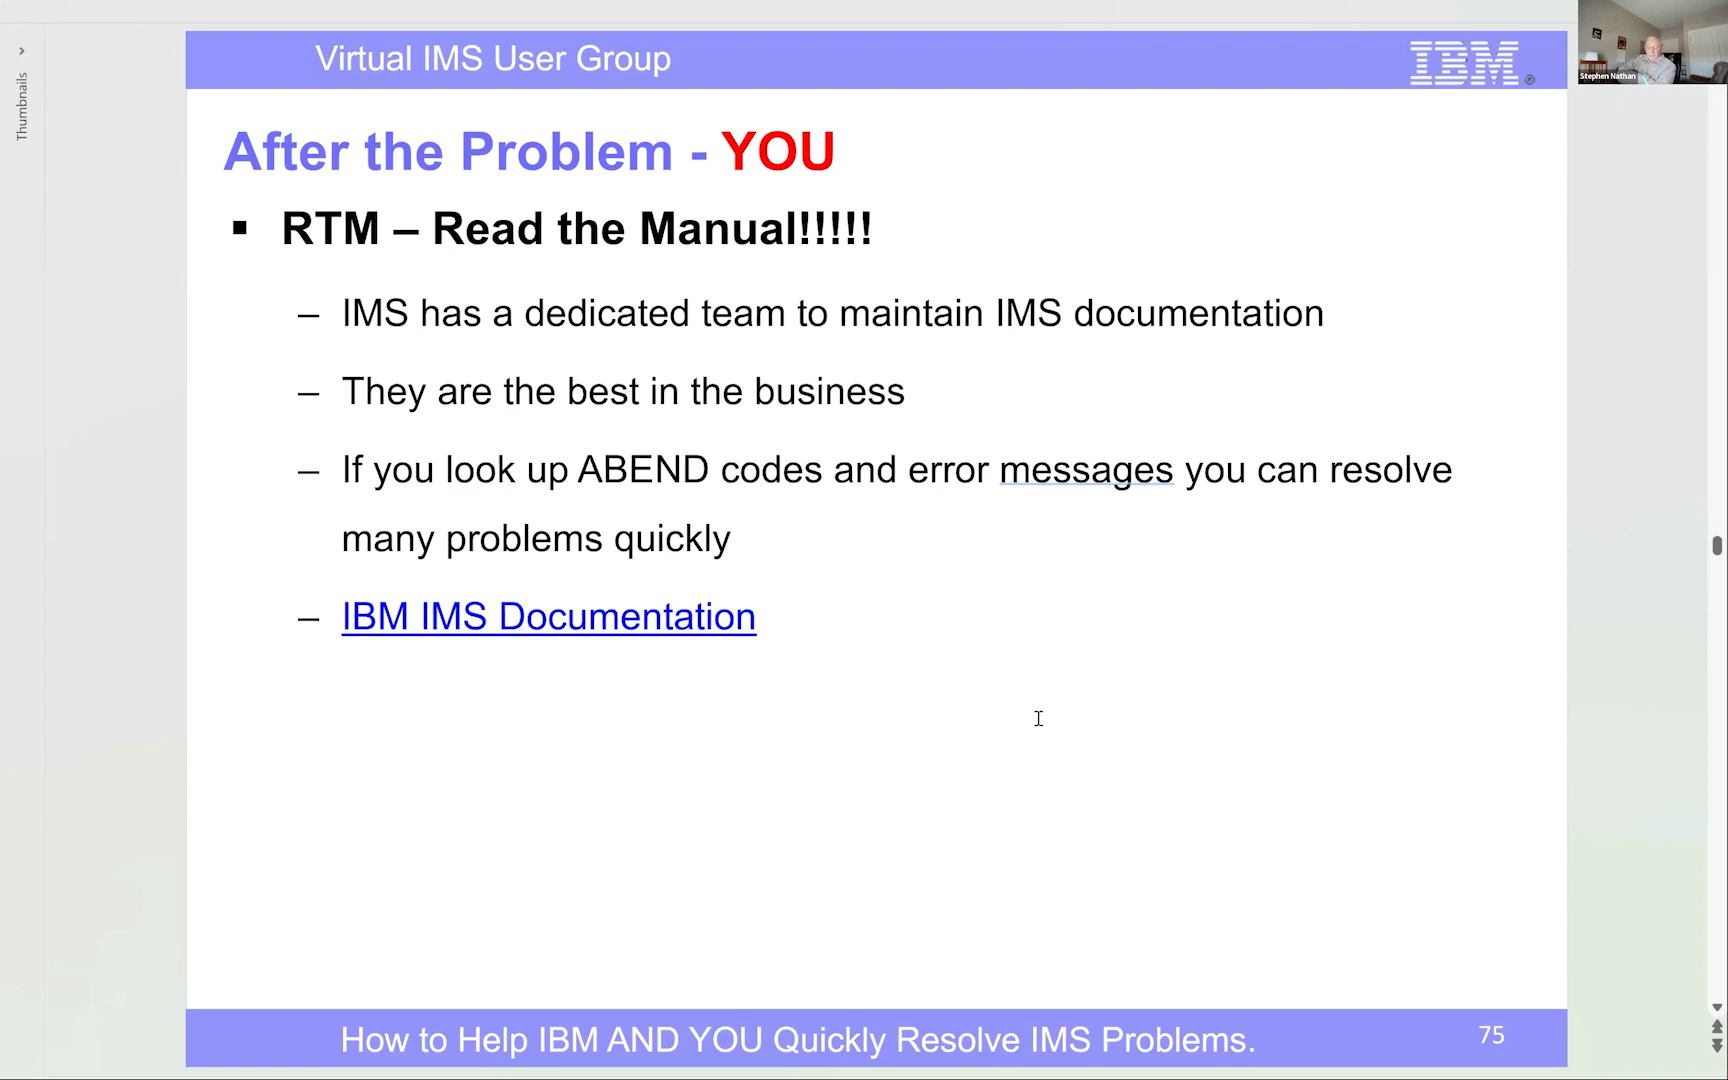 Thumbnails
Virtual IMS User Group
IBM®
Stephen Nathan
After the Problem - YOU
▪ RTM – Read the Manual!!!!!
– IMS has a dedicated team to maintain IMS documentation
– They are the best in the business
– If you look up ABEND codes and error messages you can resolve
many problems quickly
– IBM IMS Documentation
How to Help IBM AND YOU Quickly Resolve IMS Problems.
75